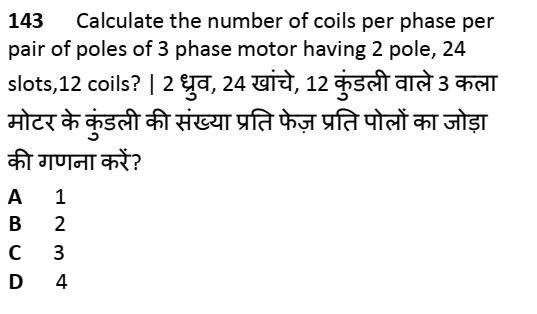 143 Calculate the number of coils per phase per
pair of poles of 3 phase motor having 2 pole, 24
slots,12 coils? | 2 ध्रुव, 24 खांचे, 12 कुंडली वाले 3 कला
मोटर के कुंडली की संख्या प्रति फेज़ प्रति पोलों का जोड़ा
की गणना करें?
A 1
B 2
C 3
D 4